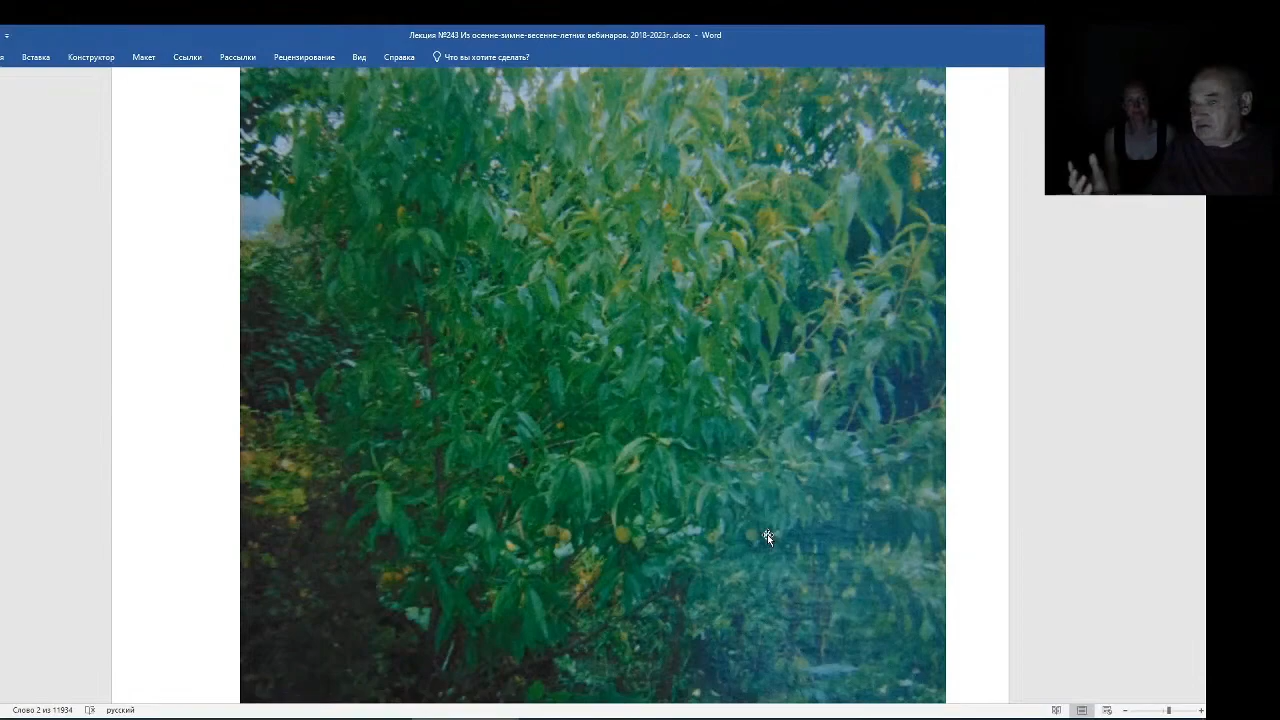 Лекция №243 Из осенне-зимне-весенне-летних вебинаров. 2018-2023г..docx - Word
я Вставка Конструктор Макет Ссылки Рассылки Рецензирование Вид Справка Что вы хотите сделать?
Слово 2 из 11934 русский